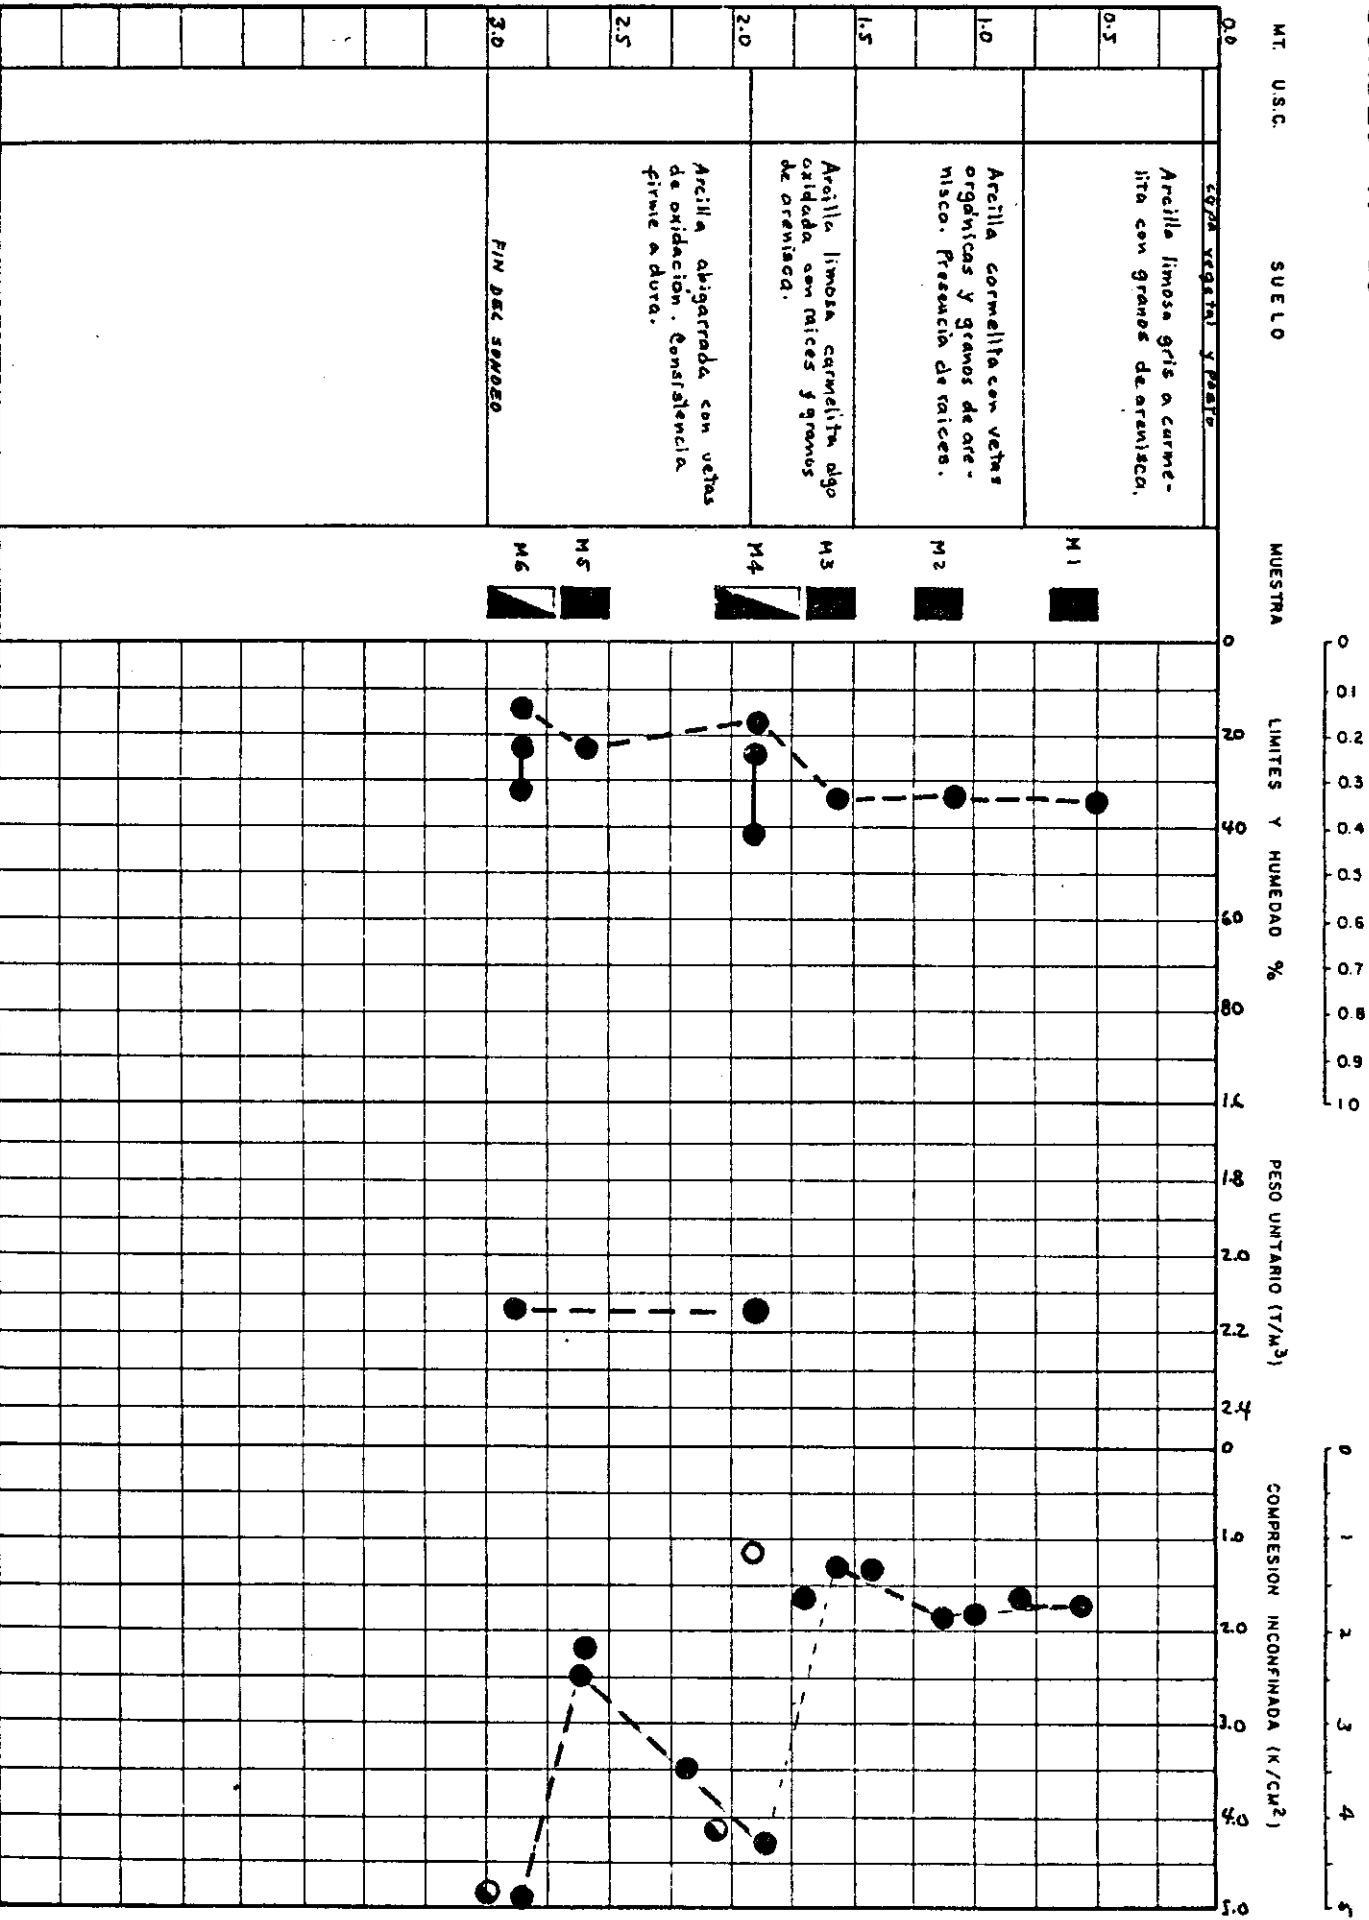 MT.
U.S.C.
SUELO
MUESTRA
LIMITES Y HUMEDAD %
PESO UNITARIO (T/M³)
COMPRESION INCONFINADA (K/CM²)
0
0.1
0.2
0.3
0.4
0.5
0.6
0.7
0.8
0.9
1.0
0
1
2
3
4
5
0
20
40
60
80
1.6
1.8
2.0
2.2
2.4
0
1.0
2.0
3.0
4.0
5.0
0.0
0.5
1.0
1.5
2.0
2.5
3.0
capa vegetal y pasto
Arcilla limosa gris a carme-
lita con granos de arenisca.
Arcilla carmelita con vetas
orgánicas y granos de are-
nisca. Presencia de raices.
Arcilla limosa carmelita algo
oxidada con raices y granos
de arenisca.
Arcilla abigarrada con vetas
de oxidación. Consistencia
firme a dura.
FIN DEL SONDEO
M1
M2
M3
M4
M5
M6